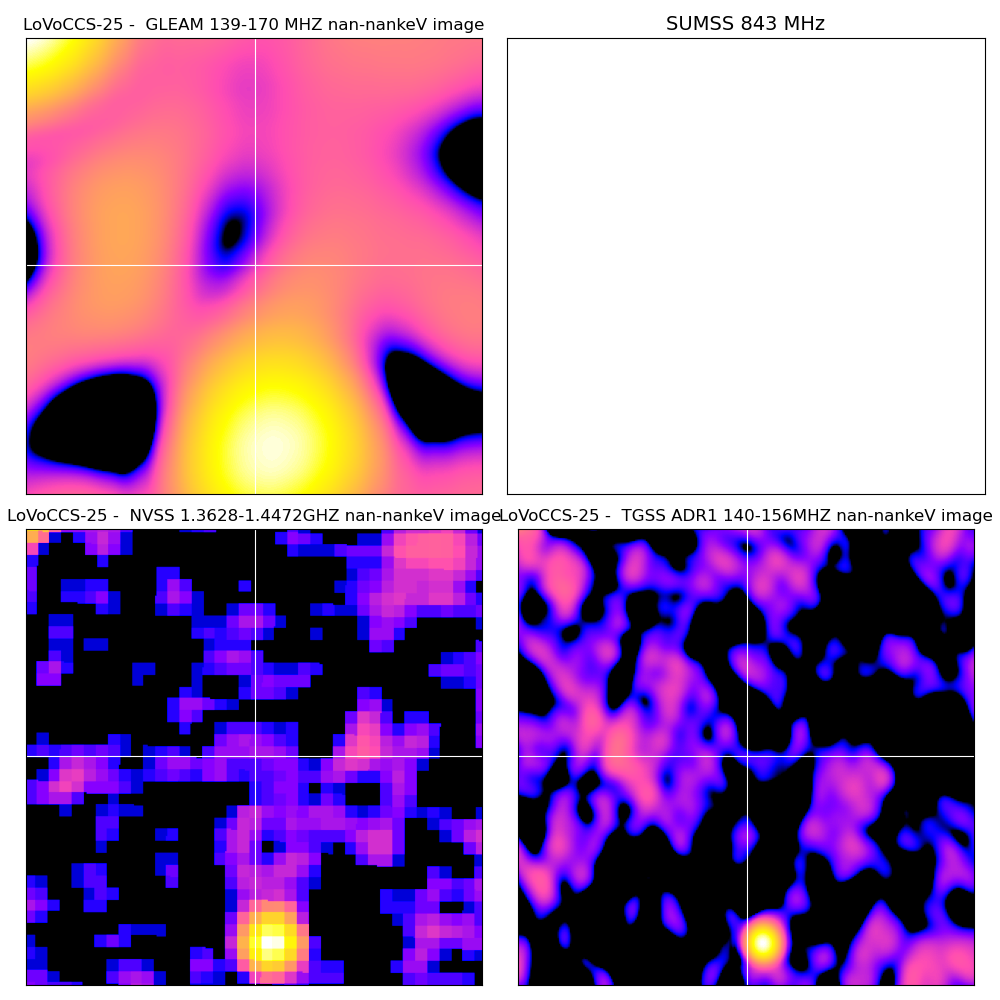 LoVoCCS-25 - GLEAM 139-170 MHZ nan-nankeV image
SUMSS 843 MHz
LoVoCCS-25 - NVSS 1.3628-1.4472GHZ nan-nankeV image
LoVoCCS-25 - TGSS ADR1 140-156MHZ nan-nankeV image